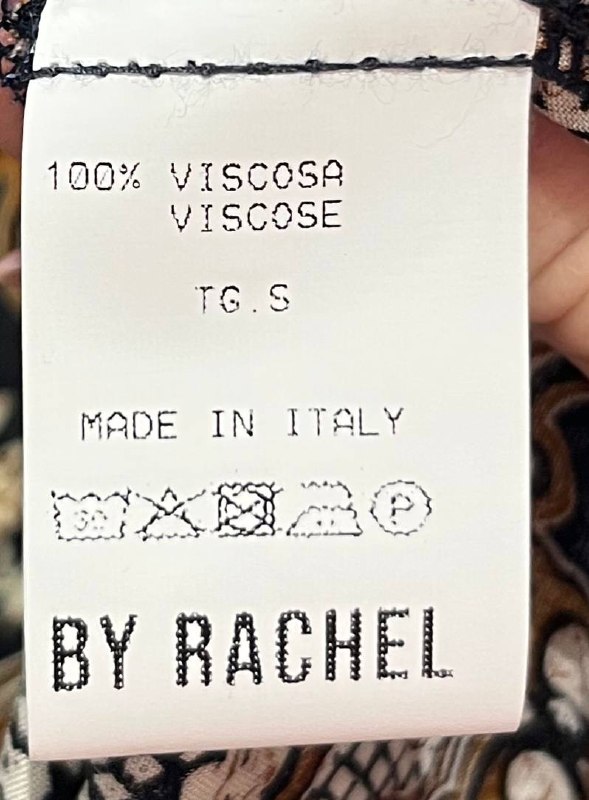 100% VISCOSA
VISCOSE
TG.S
MADE IN ITALY
P
BY RACHEL